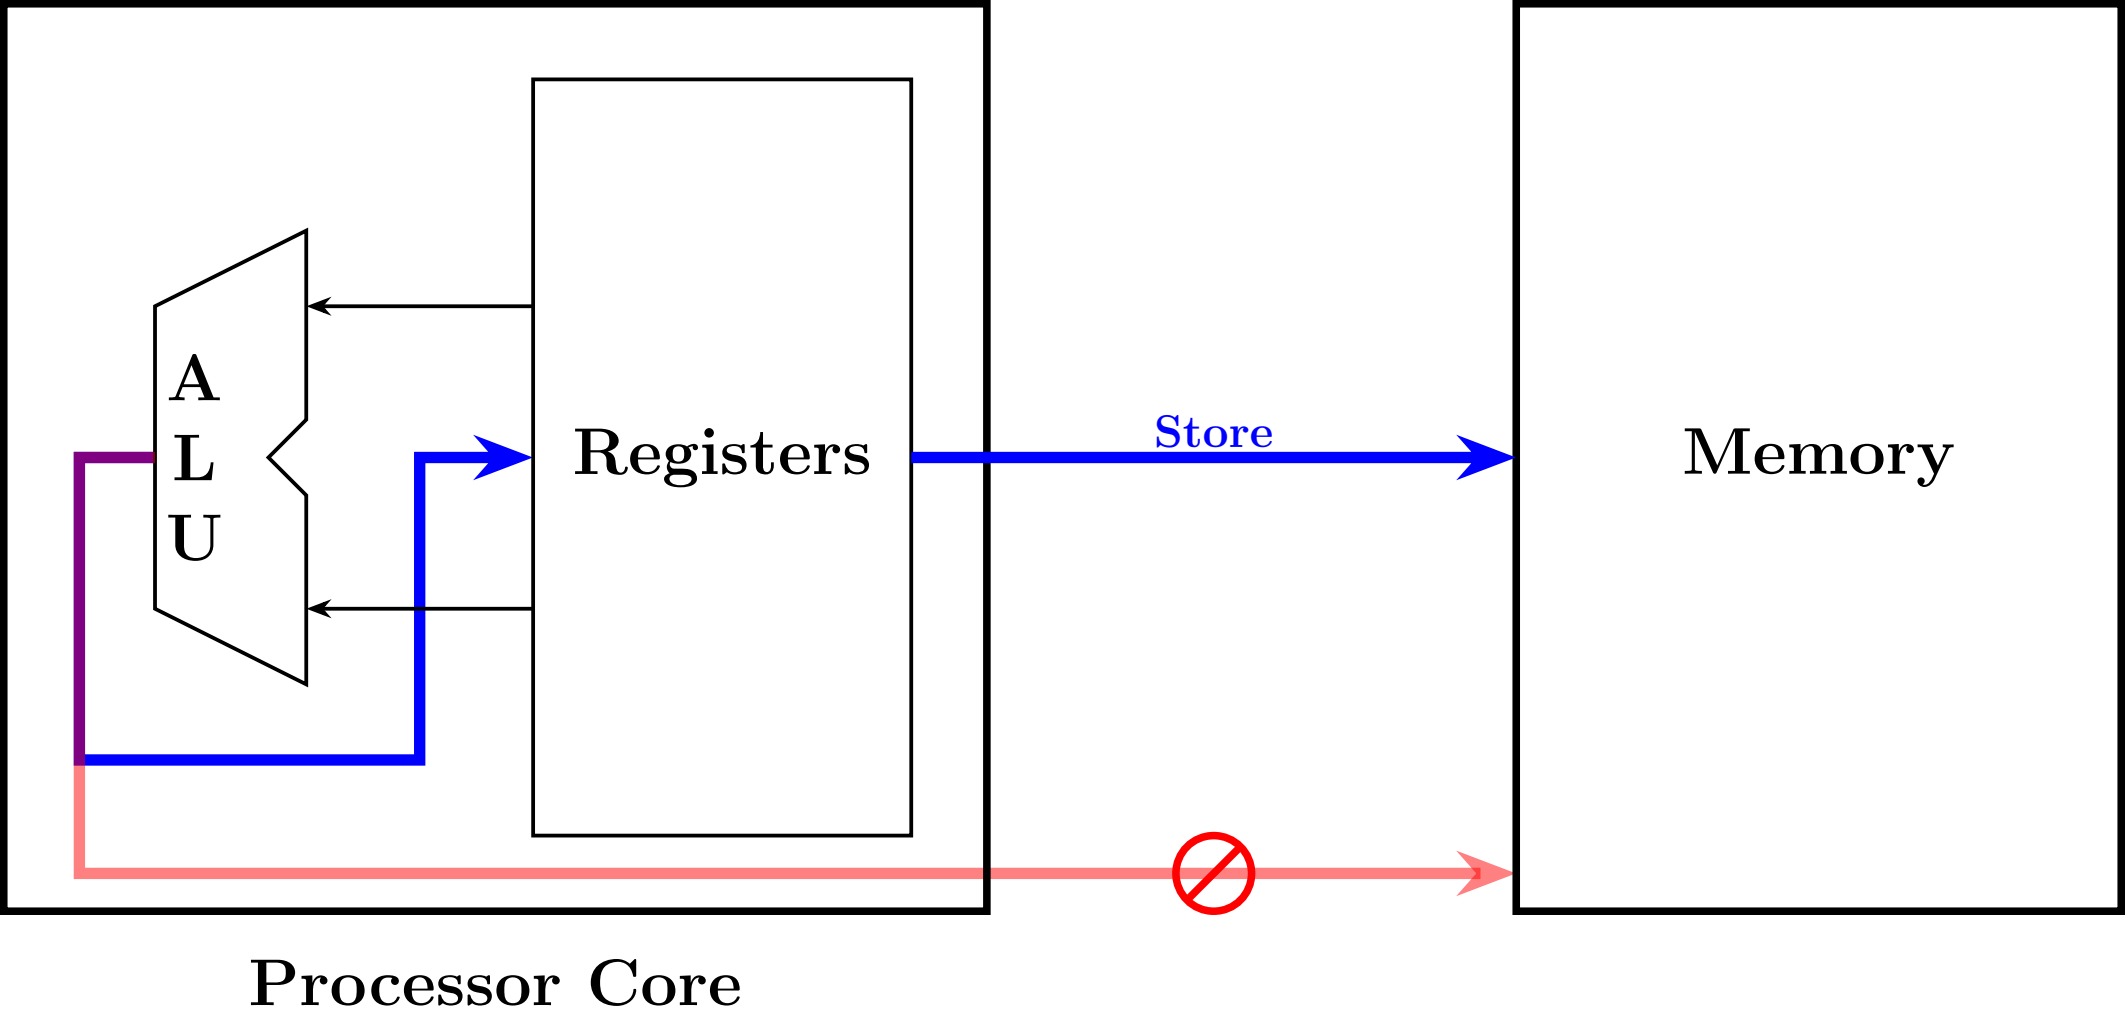 A
L
U
Registers
Store
Memory
Processor Core